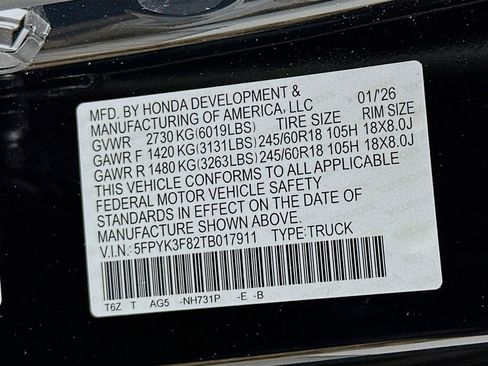 MFD. BY HONDA DEVELOPMENT &
MANUFACTURING OF AMERICA, LLC 01/26
GVWR 2730 KG(6019LBS) TIRE SIZE RIM SIZE
GAWR F 1420 KG(3131LBS) 245/60R18 105H 18X8.0J
GAWR R 1480 KG(3263LBS) 245/60R18 105H 18X8.0J
THIS VEHICLE CONFORMS TO ALL APPLICABLE
FEDERAL MOTOR VEHICLE SAFETY
STANDARDS IN EFFECT ON THE DATE OF
MANUFACTURE SHOWN ABOVE.
V.I.N.: 5FPYK3F82TB017911 TYPE:TRUCK
T6Z T AG5 -NH731P -E -B